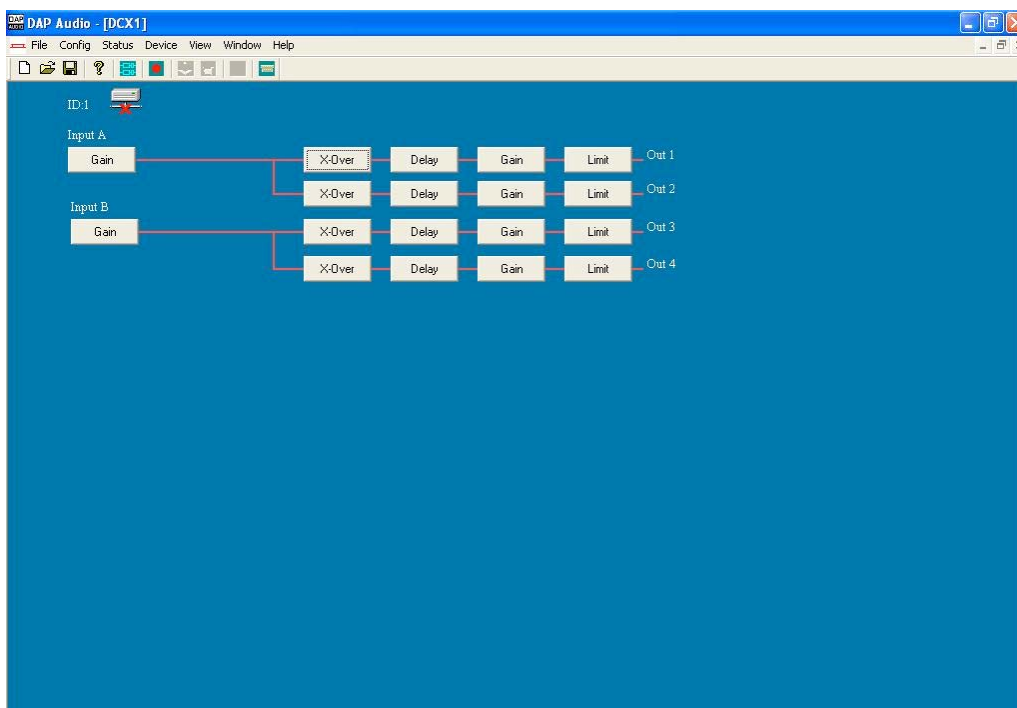 DAP AUDIO DAP Audio - [DCX1]
File Config Status Device View Window Help
ID:1
Input A
Gain X-Over Delay Gain Limit Out 1
X-Over Delay Gain Limit Out 2
Input B
Gain X-Over Delay Gain Limit Out 3
X-Over Delay Gain Limit Out 4